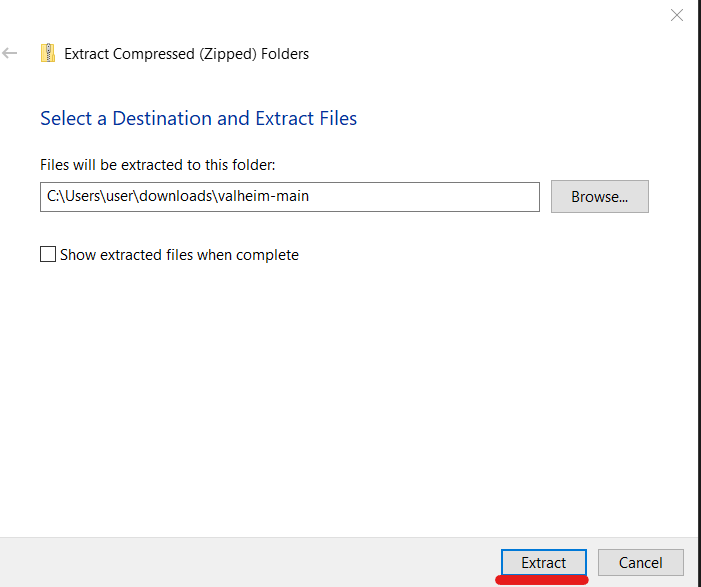 Extract Compressed (Zipped) Folders
Select a Destination and Extract Files
Files will be extracted to this folder:
C:\Users\user\downloads\valheim-main
Browse...
Show extracted files when complete
Extract
Cancel